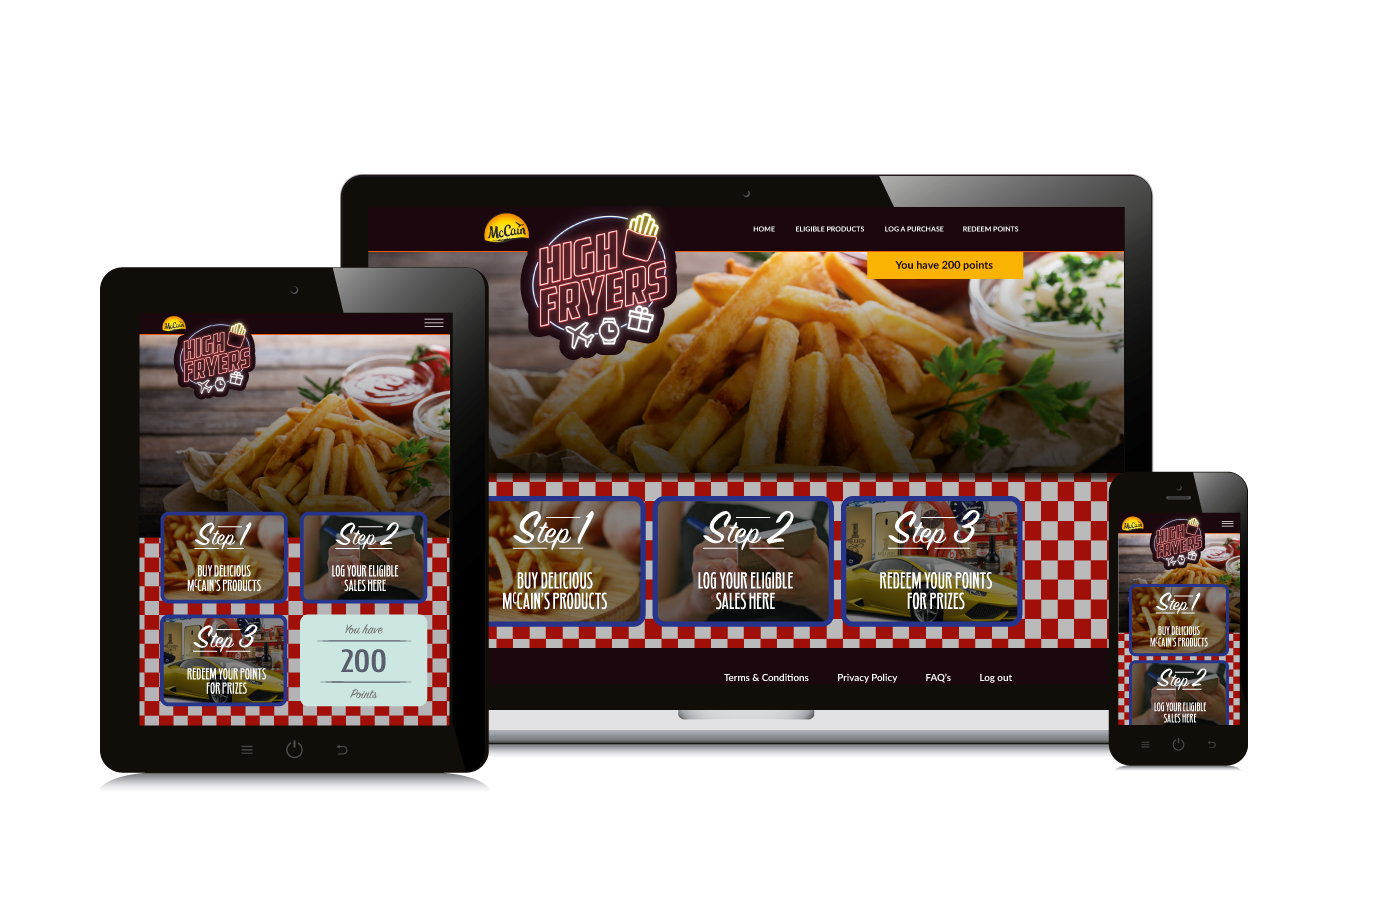 McCain
HIGH
FRYERS
HOME
ELIGIBLE PRODUCTS
LOG A PURCHASE
REDEEM POINTS
You have 200 points
Step 1
BUY DELICIOUS
McCAIN'S PRODUCTS
Step 2
LOG YOUR ELIGIBLE
SALES HERE
Step 3
REDEEM YOUR POINTS
FOR PRIZES
Terms & Conditions
Privacy Policy
FAQ's
Log out
McCain
HIGH
FRYERS
Step 1
BUY DELICIOUS
McCAIN'S PRODUCTS
Step 2
LOG YOUR ELIGIBLE
SALES HERE
Step 3
REDEEM YOUR POINTS
FOR PRIZES
You have
200
Points
McCain
HIGH
FRYERS
Step 1
BUY DELICIOUS
McCAIN'S PRODUCTS
Step 2
LOG YOUR ELIGIBLE
SALES HERE